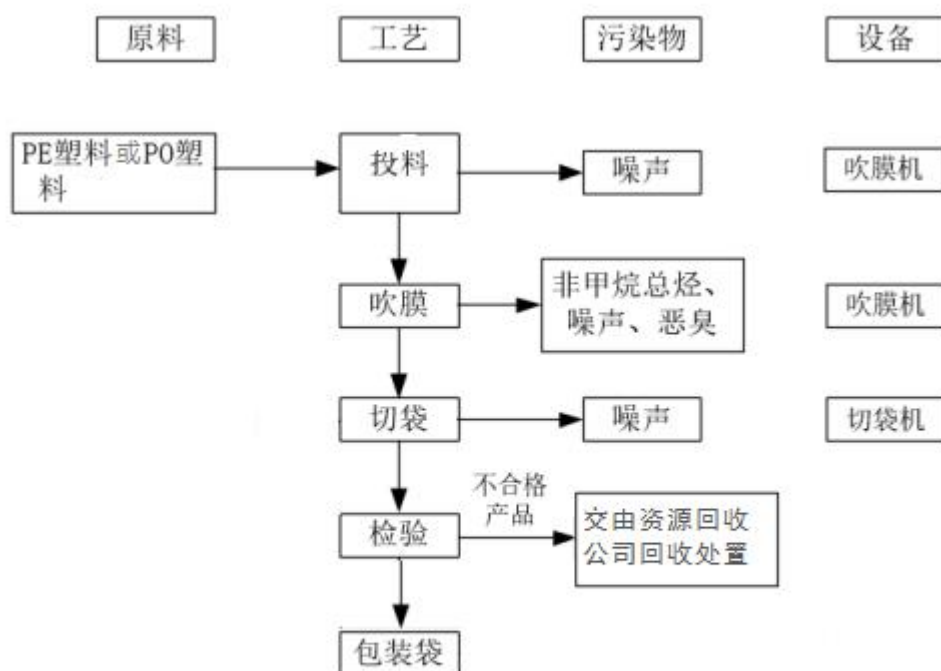 原料 工艺 污染物 设备
PE塑料或PO塑
料
投料 噪声 吹膜机
吹膜 非甲烷总烃、
噪声、恶臭 吹膜机
切袋 噪声 切袋机
不合格
产品
检验 交由资源回收
公司回收处置
包装袋